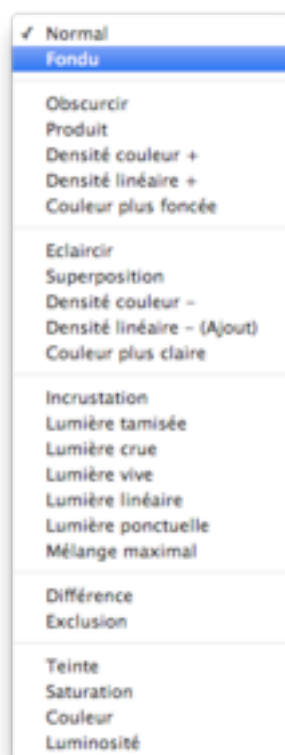 ✓ Normal
Fondu
Obscurcir
Produit
Densité couleur +
Densité linéaire +
Couleur plus foncée
Eclaircir
Superposition
Densité couleur –
Densité linéaire – (Ajout)
Couleur plus claire
Incrustation
Lumière tamisée
Lumière crue
Lumière vive
Lumière linéaire
Lumière ponctuelle
Mélange maximal
Différence
Exclusion
Teinte
Saturation
Couleur
Luminosité